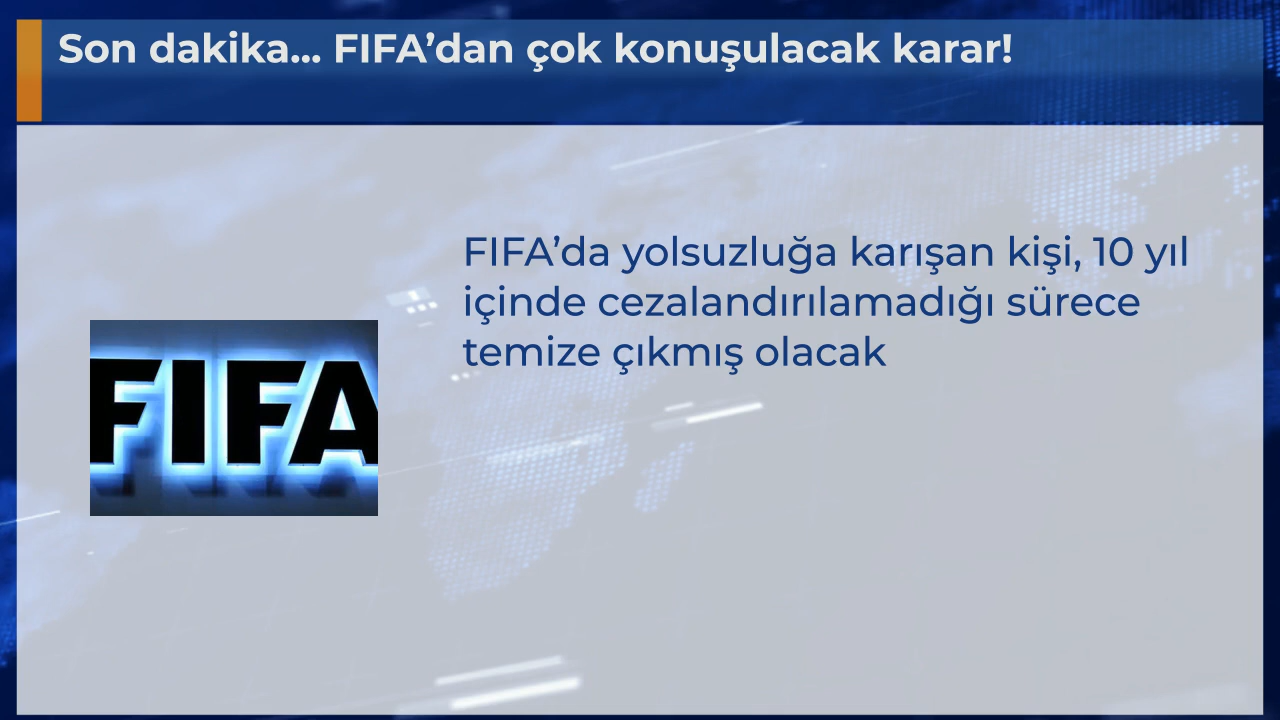 Son dakika... FIFA’dan çok konuşulacak karar!
FIFA’da yolsuzluğa karışan kişi, 10 yıl
içinde cezalandırılamadığı sürece
temize çıkmış olacak
FIFA